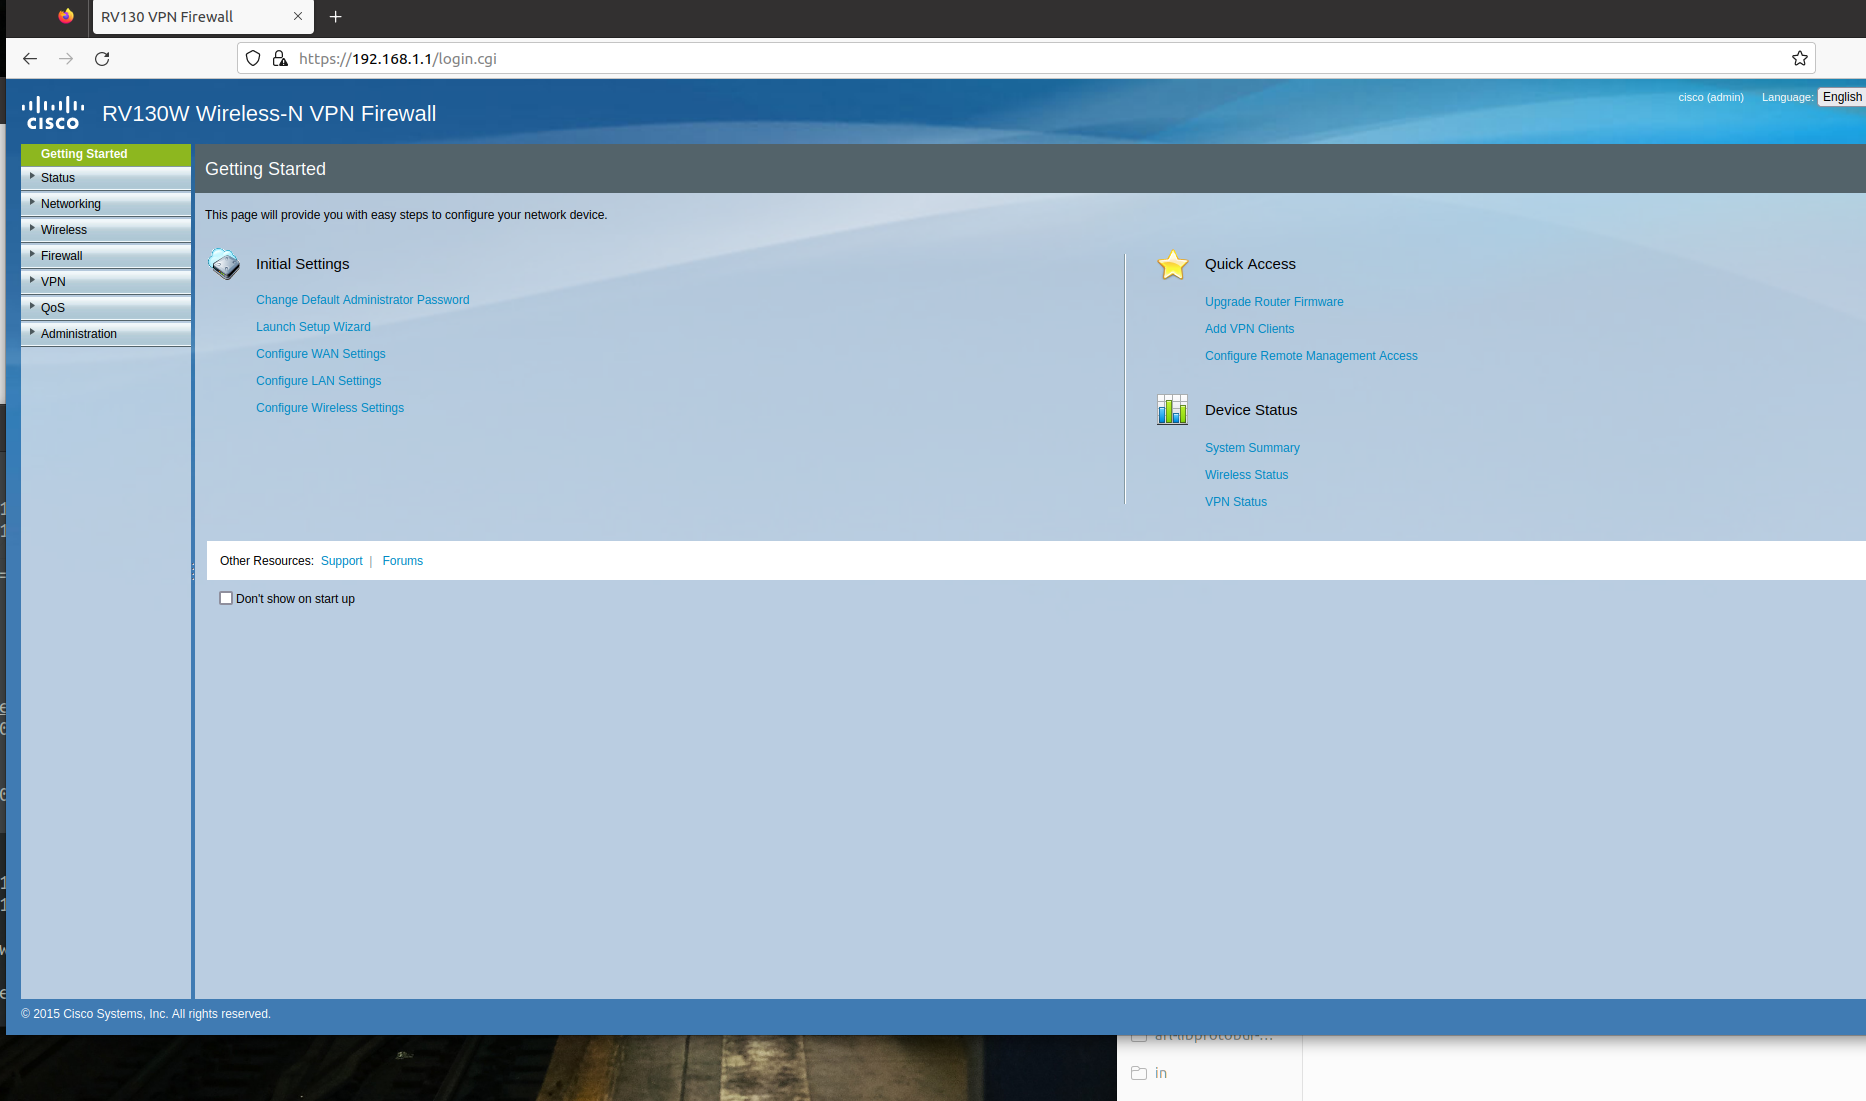 RV130 VPN Firewall
https://192.168.1.1/login.cgi
CISCO
RV130W Wireless-N VPN Firewall
cisco (admin)
Language: English
Getting Started
Status
Networking
Wireless
Firewall
VPN
QoS
Administration
Getting Started
This page will provide you with easy steps to configure your network device.
Initial Settings
Change Default Administrator Password
Launch Setup Wizard
Configure WAN Settings
Configure LAN Settings
Configure Wireless Settings
Quick Access
Upgrade Router Firmware
Add VPN Clients
Configure Remote Management Access
Device Status
System Summary
Wireless Status
VPN Status
Other Resources: Support | Forums
Don't show on start up
© 2015 Cisco Systems, Inc. All rights reserved.
in